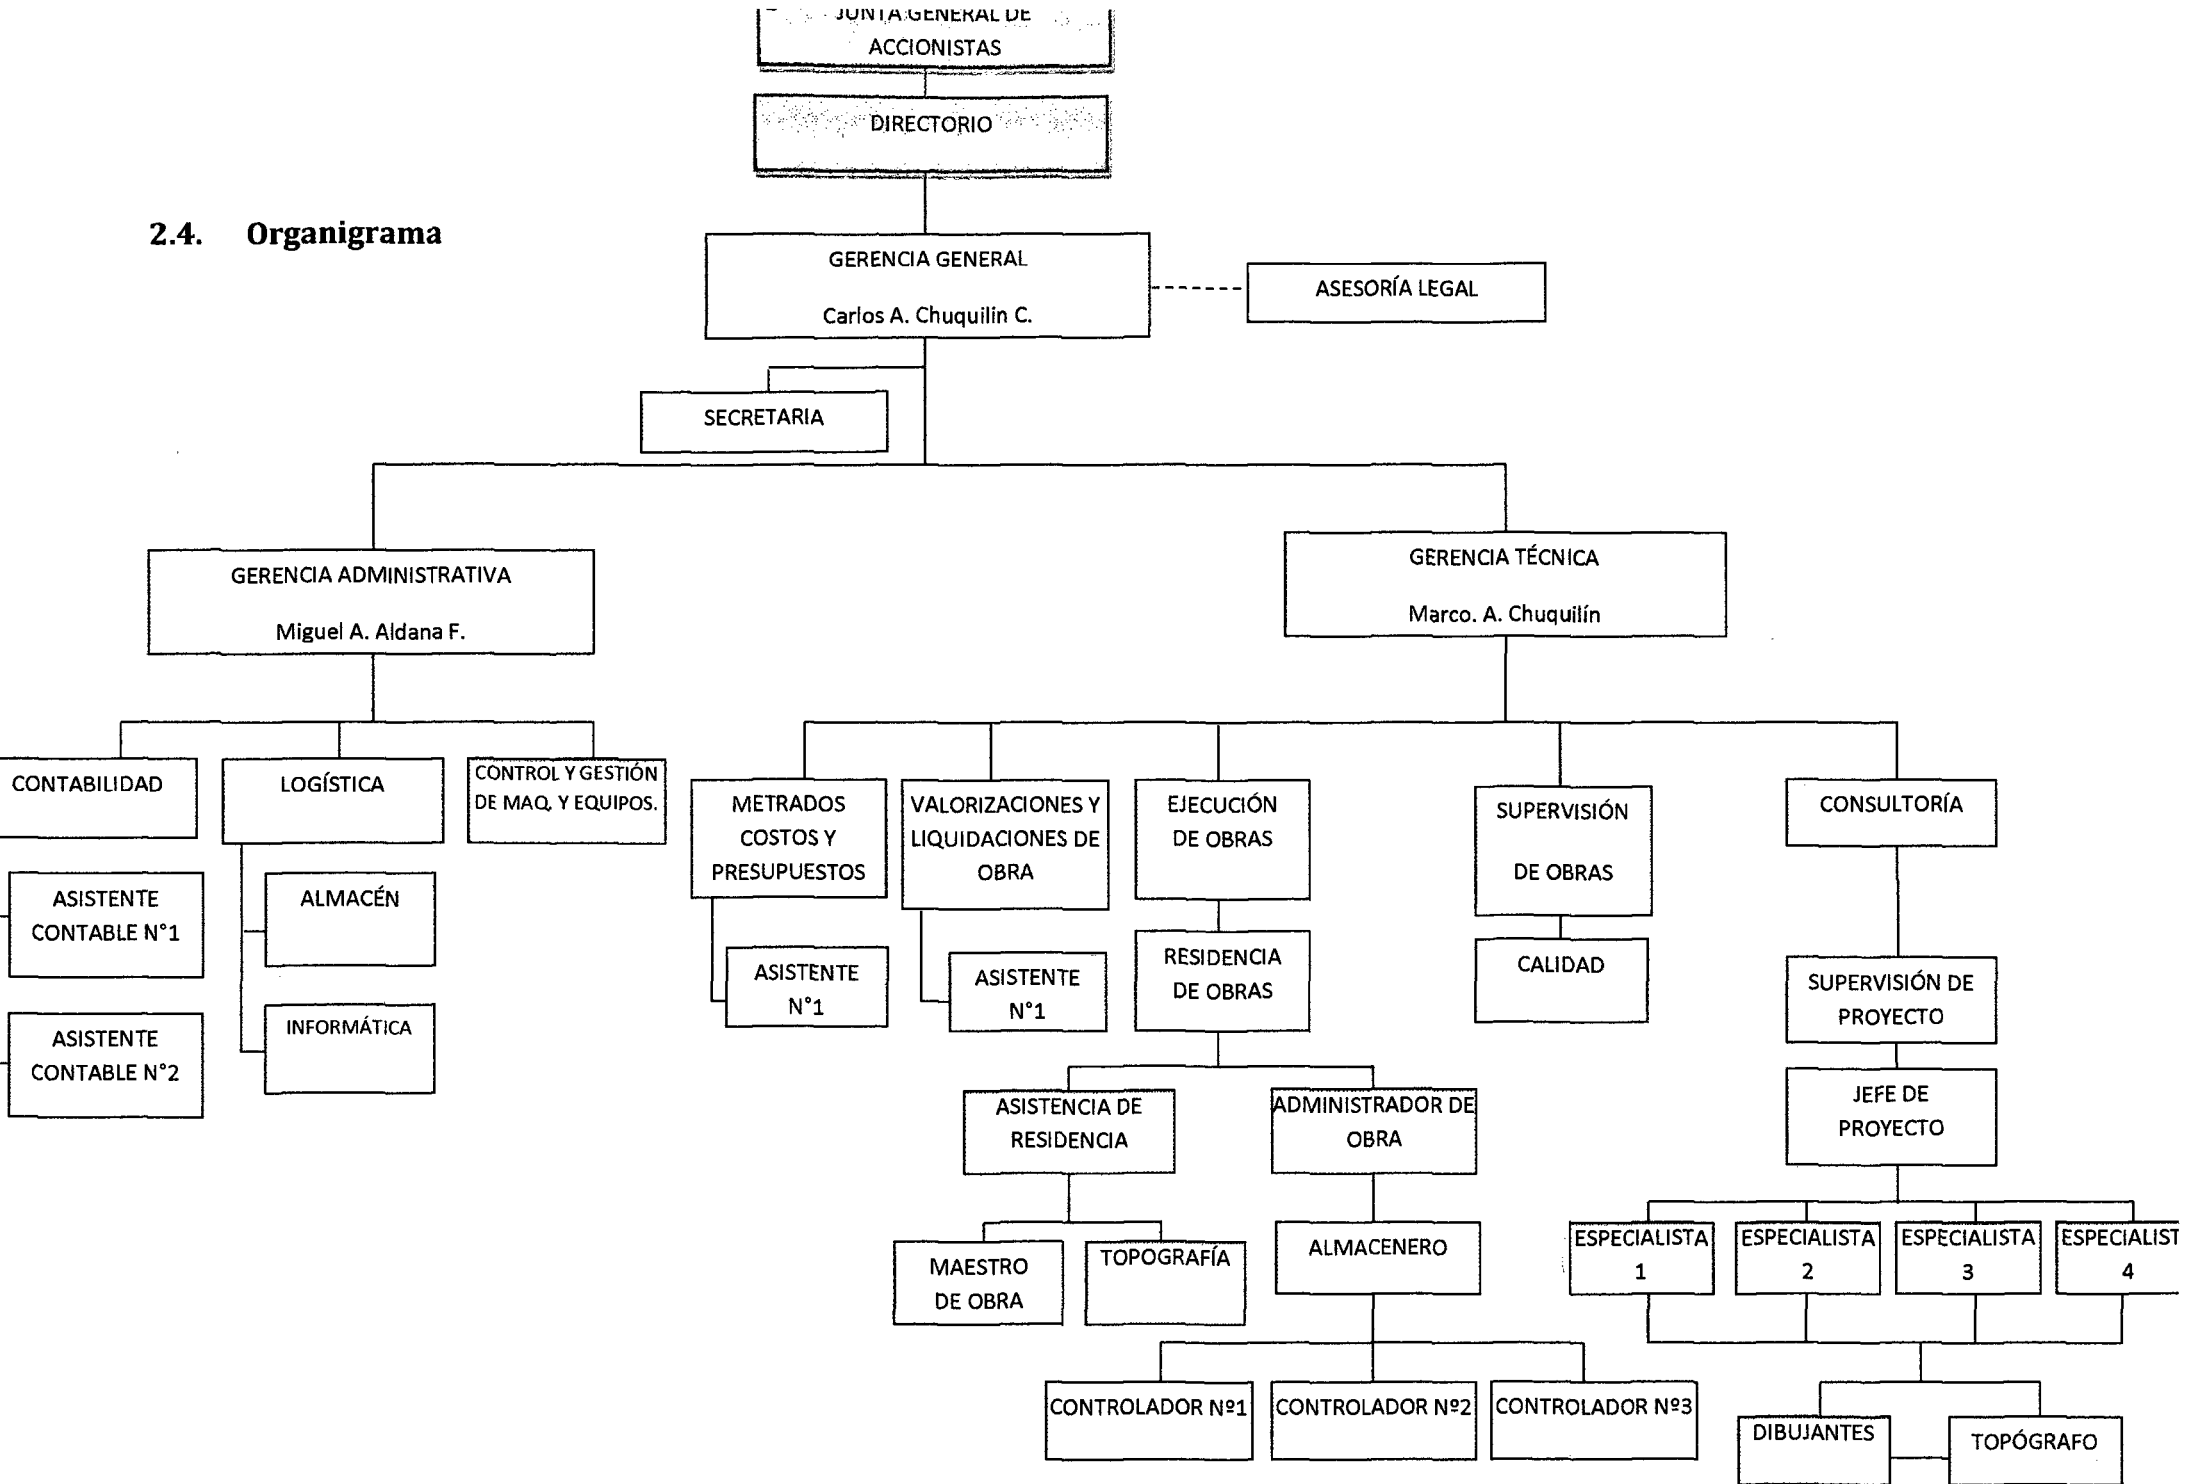 JUNTA GENERAL DE
ACCIONISTAS
DIRECTORIO
2.4. Organigrama
GERENCIA GENERAL
Carlos A. Chuquilin C.
ASESORÍA LEGAL
SECRETARIA
GERENCIA ADMINISTRATIVA
Miguel A. Aldana F.
GERENCIA TÉCNICA
Marco. A. Chuquilín
CONTABILIDAD
LOGÍSTICA
CONTROL Y GESTIÓN
DE MAQ. Y EQUIPOS.
METRADOS
COSTOS Y
PRESUPUESTOS
VALORIZACIONES Y
LIQUIDACIONES DE
OBRA
EJECUCIÓN
DE OBRAS
SUPERVISIÓN
DE OBRAS
CONSULTORÍA
ASISTENTE
CONTABLE N°1
ALMACÉN
ASISTENTE
N°1
ASISTENTE
N°1
RESIDENCIA
DE OBRAS
CALIDAD
SUPERVISIÓN DE
PROYECTO
ASISTENTE
CONTABLE N°2
INFORMÁTICA
ASISTENCIA DE
RESIDENCIA
ADMINISTRADOR DE
OBRA
JEFE DE
PROYECTO
MAESTRO
DE OBRA
TOPOGRAFÍA
ALMACENERO
ESPECIALISTA
1
ESPECIALISTA
2
ESPECIALISTA
3
ESPECIALIST
4
CONTROLADOR Nº1
CONTROLADOR Nº2
CONTROLADOR Nº3
DIBUJANTES
TOPÓGRAFO